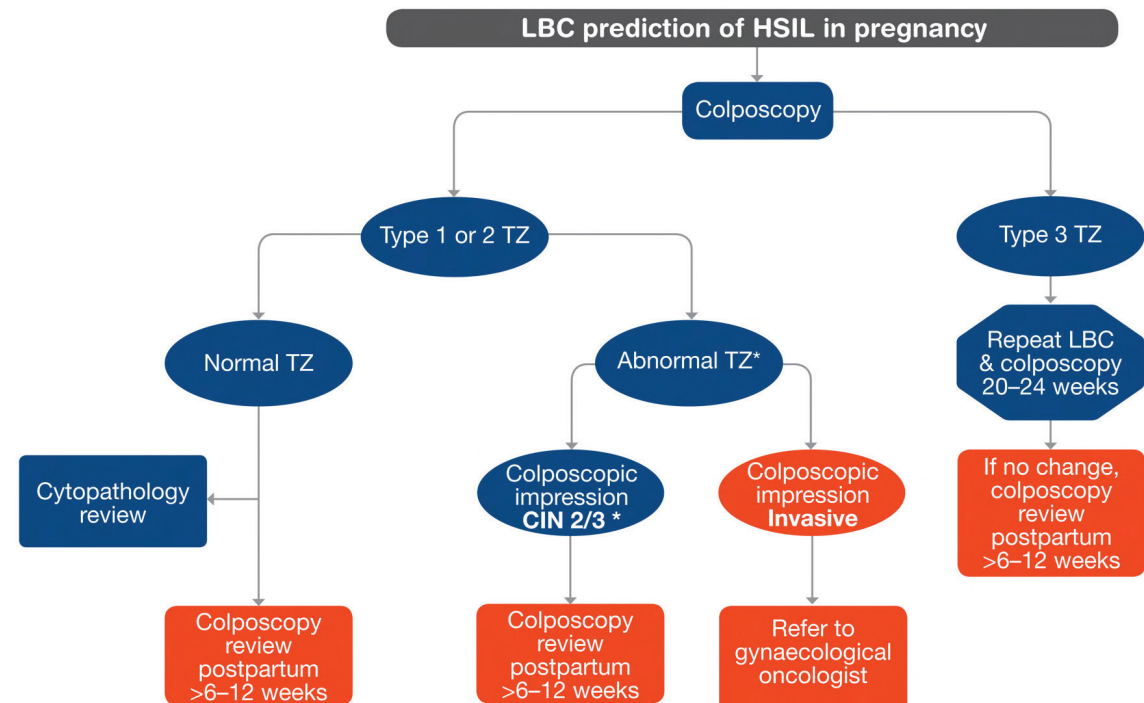 LBC prediction of HSIL in pregnancy
Colposcopy
Type 1 or 2 TZ
Type 3 TZ
Normal TZ
Abnormal TZ*
Repeat LBC
& colposcopy
20–24 weeks
Cytopathology
review
Colposcopic
impression
CIN 2/3 *
Colposcopic
impression
Invasive
If no change,
colposcopy
review
postpartum
>6–12 weeks
Colposcopy
review
postpartum
>6–12 weeks
Colposcopy
review
postpartum
>6–12 weeks
Refer to
gynaecological
oncologist